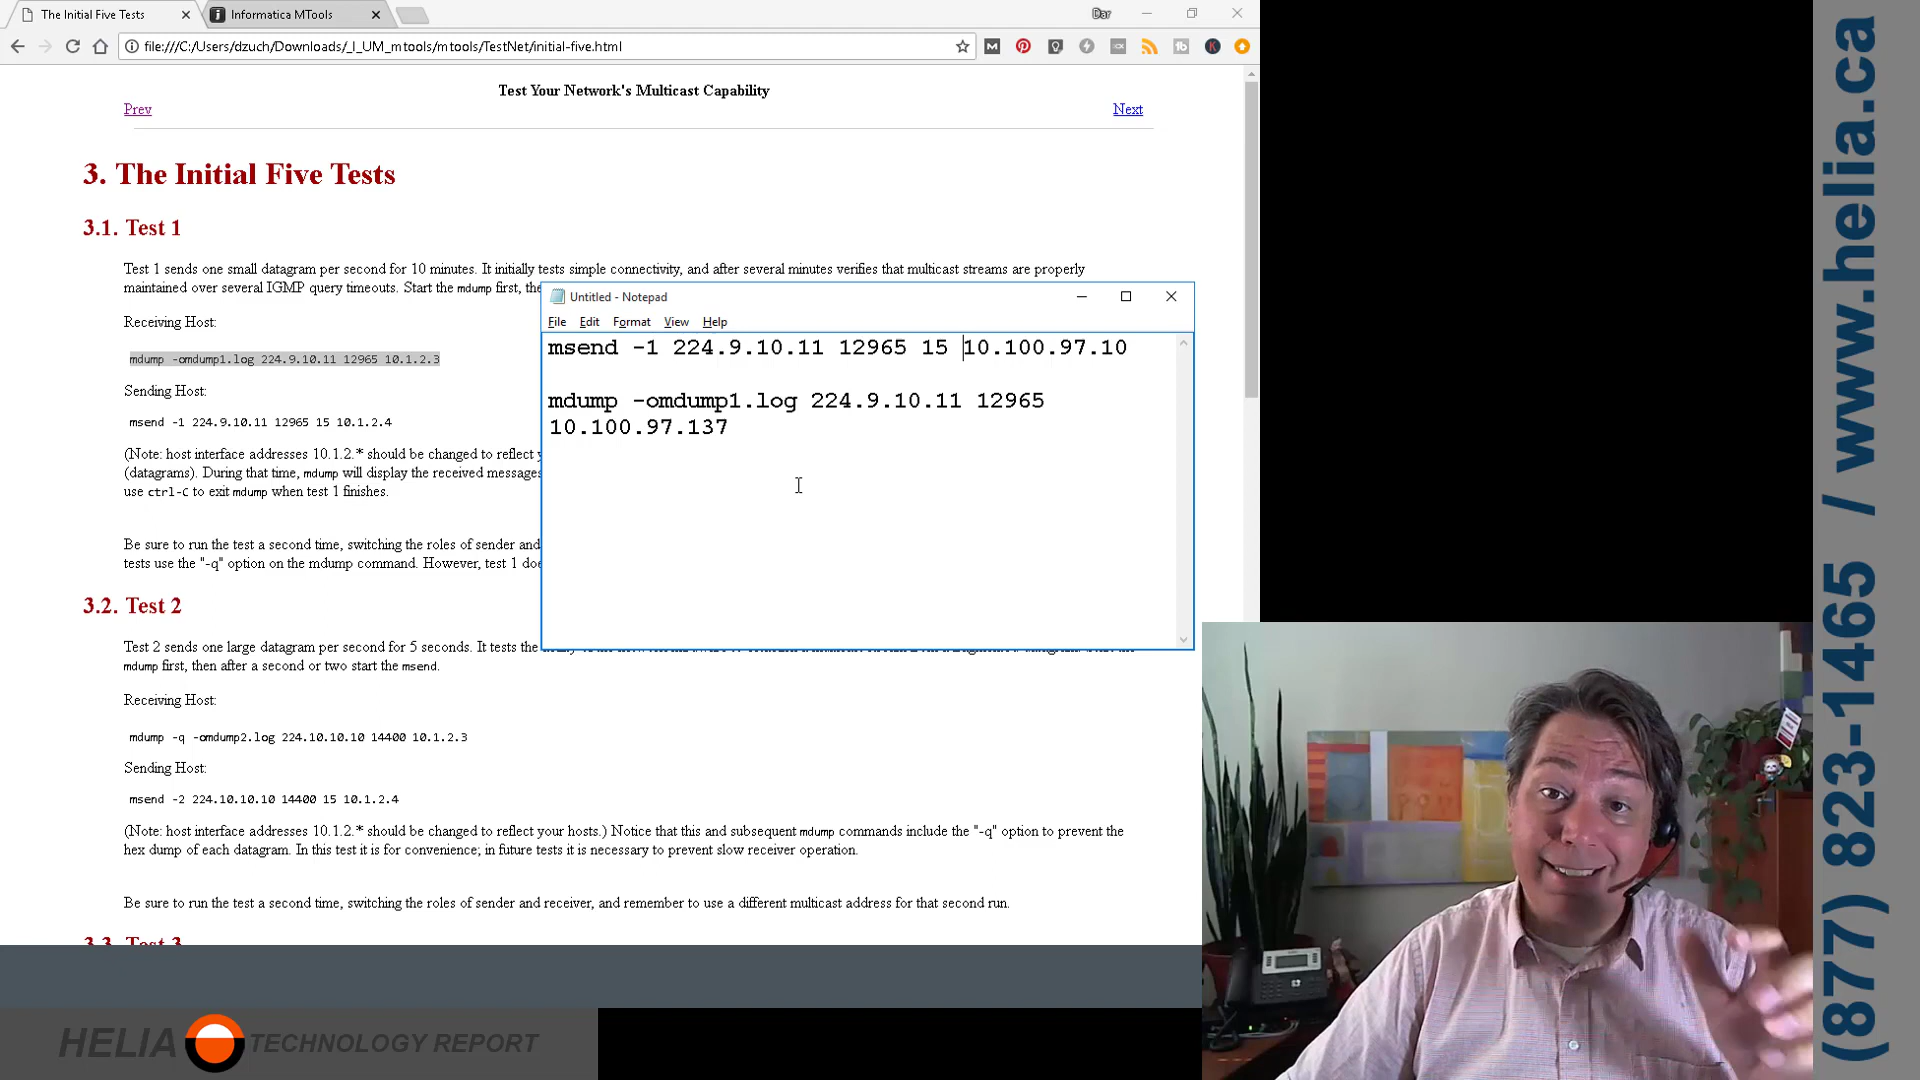 The Initial Five Tests
Informatica MTools
Dar
file:///C:/Users/dzuch/Downloads/_I_UM_mtools/mtools/TestNet/initial-five.html
Test Your Network's Multicast Capability
Prev
Next
3. The Initial Five Tests
3.1. Test 1
Test 1 sends one small datagram per second for 10 minutes. It initially tests simple connectivity, and after several minutes verifies that multicast streams are properly
maintained over several IGMP query timeouts. Start the mdump first, the
Receiving Host:
mdump -omdump1.log 224.9.10.11 12965 10.1.2.3
Sending Host:
msend -1 224.9.10.11 12965 15 10.1.2.4
(Note: host interface addresses 10.1.2.* should be changed to reflect y
(datagrams). During that time, mdump will display the received messages
use ctrl-C to exit mdump when test 1 finishes.
Be sure to run the test a second time, switching the roles of sender and
tests use the "-q" option on the mdump command. However, test 1 doe
Untitled - Notepad
File Edit Format View Help
msend -1 224.9.10.11 12965 15 10.100.97.10
mdump -omdump1.log 224.9.10.11 12965
10.100.97.137
3.2. Test 2
Test 2 sends one large datagram per second for 5 seconds. It tests the
mdump first, then after a second or two start the msend.
Receiving Host:
mdump -q -omdump2.log 224.10.10.10 14400 10.1.2.3
Sending Host:
msend -2 224.10.10.10 14400 15 10.1.2.4
(Note: host interface addresses 10.1.2.* should be changed to reflect your hosts.) Notice that this and subsequent mdump commands include the "-q" option to prevent the
hex dump of each datagram. In this test it is for convenience; in future tests it is necessary to prevent slow receiver operation.
Be sure to run the test a second time, switching the roles of sender and receiver, and remember to use a different multicast address for that second run.
3.3. Test 3
HELIA TECHNOLOGY REPORT
(877) 823-1465 / www.helia.ca